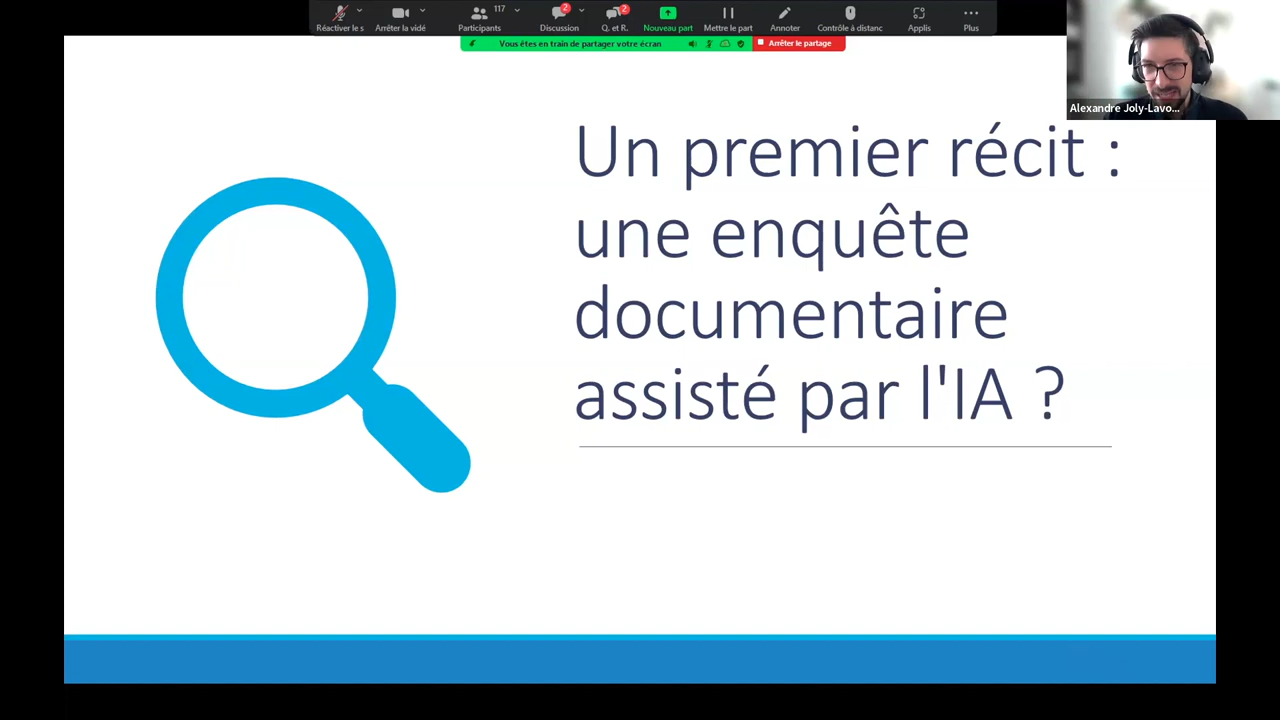 117
2
2
Réactiver le s
Arrêter la vidé
Participants
Discussion
Q. et R.
Nouveau part
Mettre le part
Annoter
Contrôle à distanc
Applis
Plus
Vous êtes en train de partager votre écran
Arrêter le partage
Alexandre Joly-Lavo...
Un premier récit :
une enquête
documentaire
assisté par l'IA ?